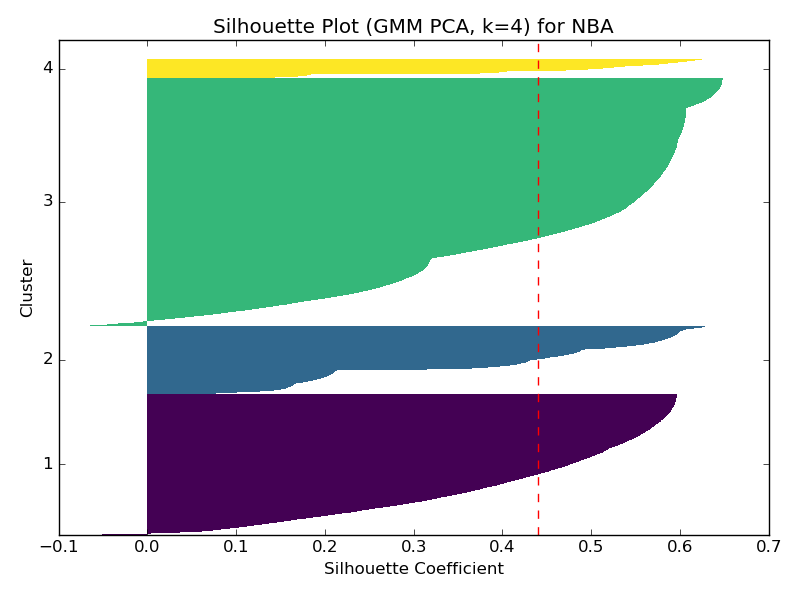 Silhouette Plot (GMM PCA, k=4) for NBA
4
3
2
1
Cluster
−0.1 0.0 0.1 0.2 0.3 0.4 0.5 0.6 0.7
Silhouette Coefficient